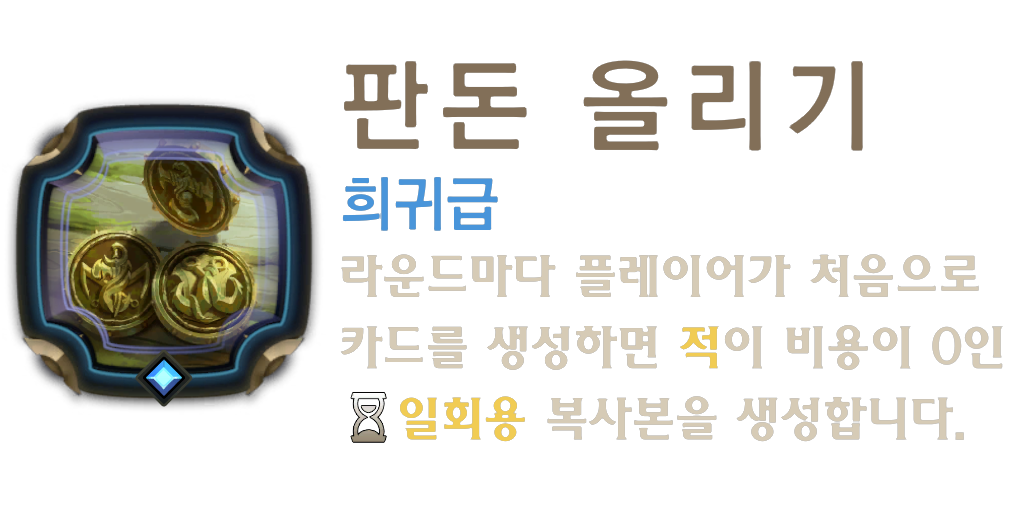 판돈 올리기
희귀급
라운드마다 플레이어가 처음으로
카드를 생성하면 적이 비용이 0인
일회용 복사본을 생성합니다.